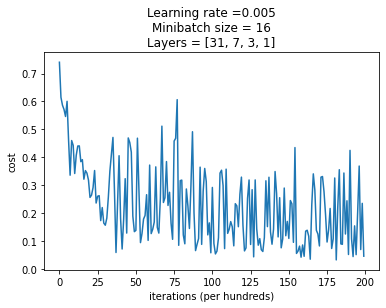 Learning rate =0.005
Minibatch size = 16
Layers = [31, 7, 3, 1]
cost
0.7
0.6
0.5
0.4
0.3
0.2
0.1
0.0
0 25 50 75 100 125 150 175 200
iterations (per hundreds)